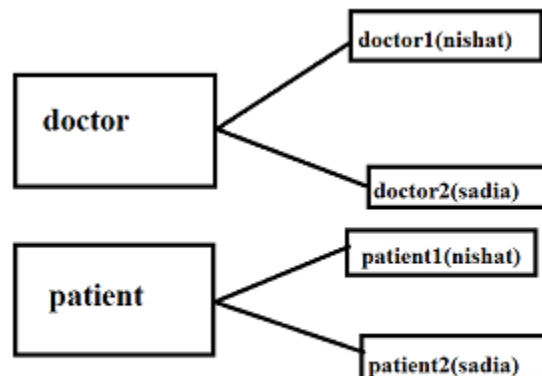 doctor1(nishat)
doctor
doctor2(sadia)
patient1(nishat)
patient
patient2(sadia)